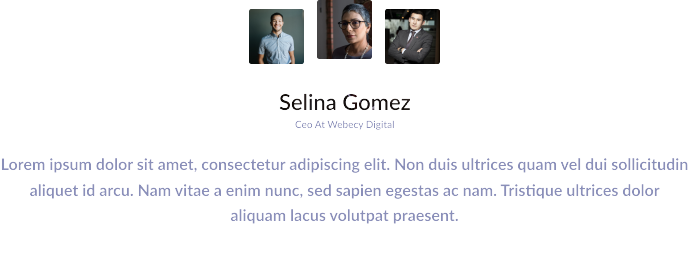 Selina Gomez
Ceo At Webecy Digital
Lorem ipsum dolor sit amet, consectetur adipiscing elit. Non duis ultrices quam vel dui sollicitudin
aliquet id arcu. Nam vitae a enim nunc, sed sapien egestas ac nam. Tristique ultrices dolor
aliquam lacus volutpat praesent.